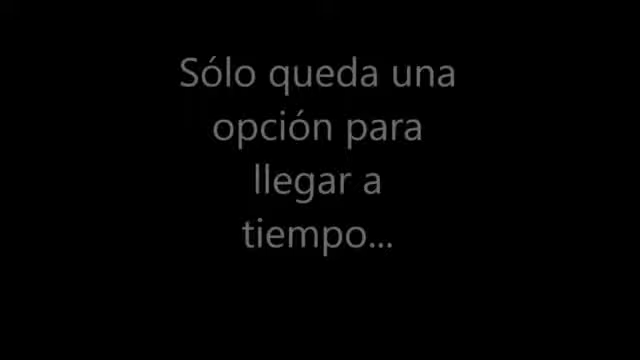 Sólo queda una
opción para
llegar a
tiempo...